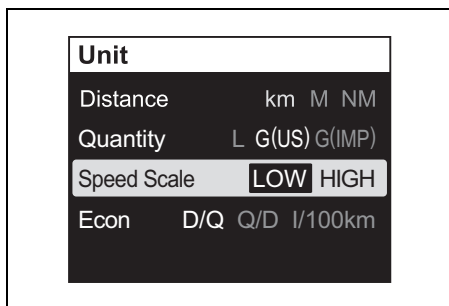 Unit
Distance km M NM
Quantity L G(US) G(IMP)
Speed Scale LOW HIGH
Econ D/Q Q/D l/100km